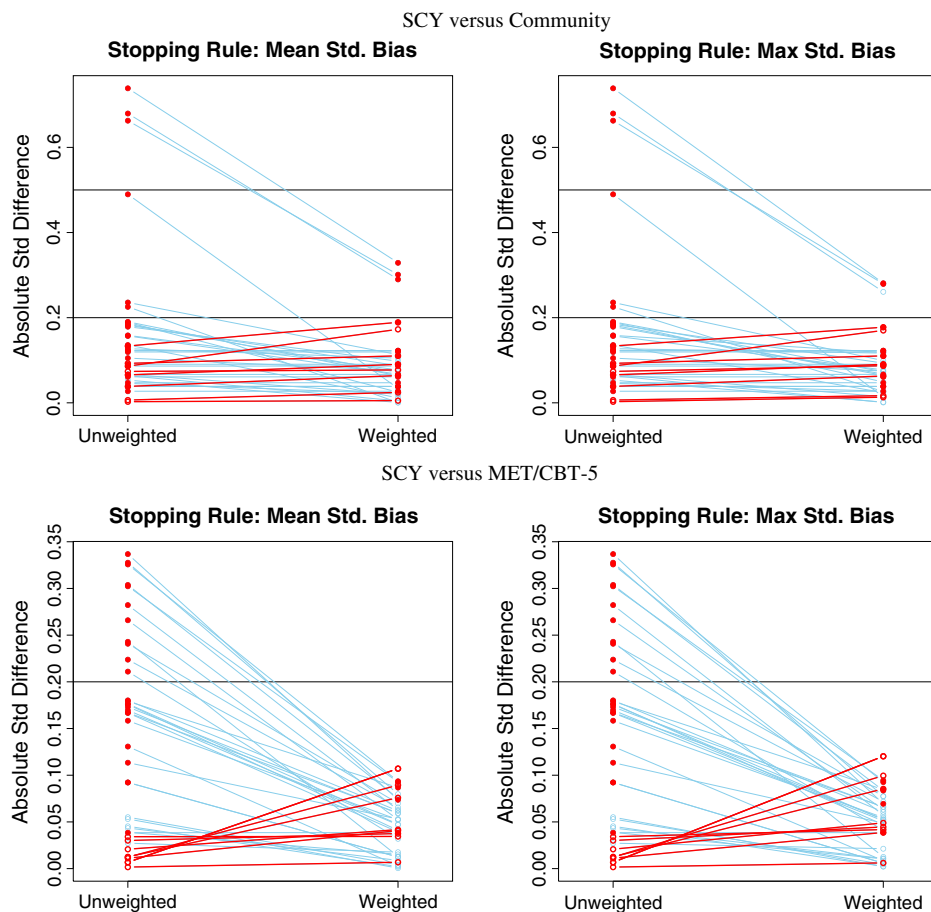 SCY versus Community
Stopping Rule: Mean Std. Bias
Stopping Rule: Max Std. Bias
Absolute Std Difference
0.0
0.2
0.4
0.6
Unweighted
Weighted
Absolute Std Difference
0.0
0.2
0.4
0.6
Unweighted
Weighted
SCY versus MET/CBT-5
Stopping Rule: Mean Std. Bias
Stopping Rule: Max Std. Bias
Absolute Std Difference
0.00
0.05
0.10
0.15
0.20
0.25
0.30
0.35
Unweighted
Weighted
Absolute Std Difference
0.00
0.05
0.10
0.15
0.20
0.25
0.30
0.35
Unweighted
Weighted